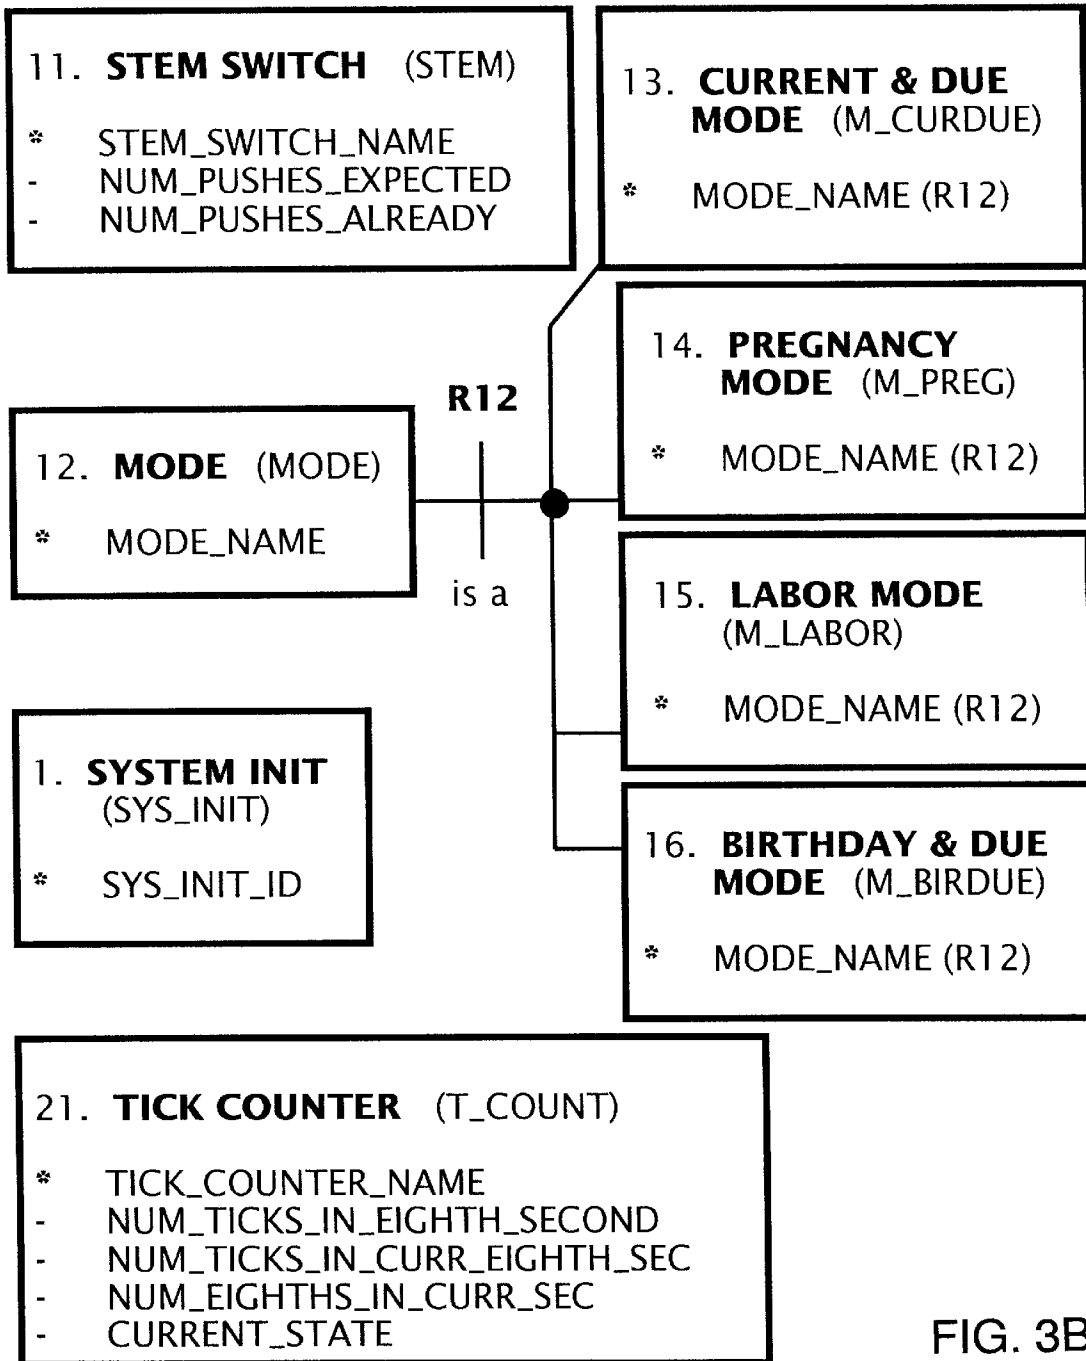 11. STEM SWITCH (STEM)
* STEM_SWITCH_NAME
- NUM_PUSHES_EXPECTED
- NUM_PUSHES_ALREADY
13. CURRENT & DUE
MODE (M_CURDUE)
* MODE_NAME (R12)
14. PREGNANCY
MODE (M_PREG)
* MODE_NAME (R12)
R12
12. MODE (MODE)
* MODE_NAME
is a
15. LABOR MODE
(M_LABOR)
* MODE_NAME (R12)
1. SYSTEM INIT
(SYS_INIT)
* SYS_INIT_ID
16. BIRTHDAY & DUE
MODE (M_BIRDUE)
* MODE_NAME (R12)
21. TICK COUNTER (T_COUNT)
* TICK_COUNTER_NAME
- NUM_TICKS_IN_EIGHTH_SECOND
- NUM_TICKS_IN_CURR_EIGHTH_SEC
- NUM_EIGHTHS_IN_CURR_SEC
- CURRENT_STATE
FIG. 3B